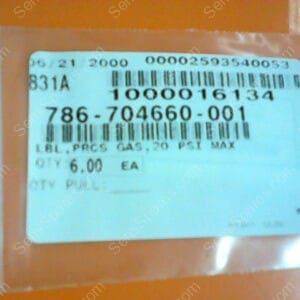 06/21 2000 00002593540053
831A
1000016134
786-704660-001
LBL,PRCS GAS,20 PSI MAX
QTY: 6.00 EA
QTY PULL: